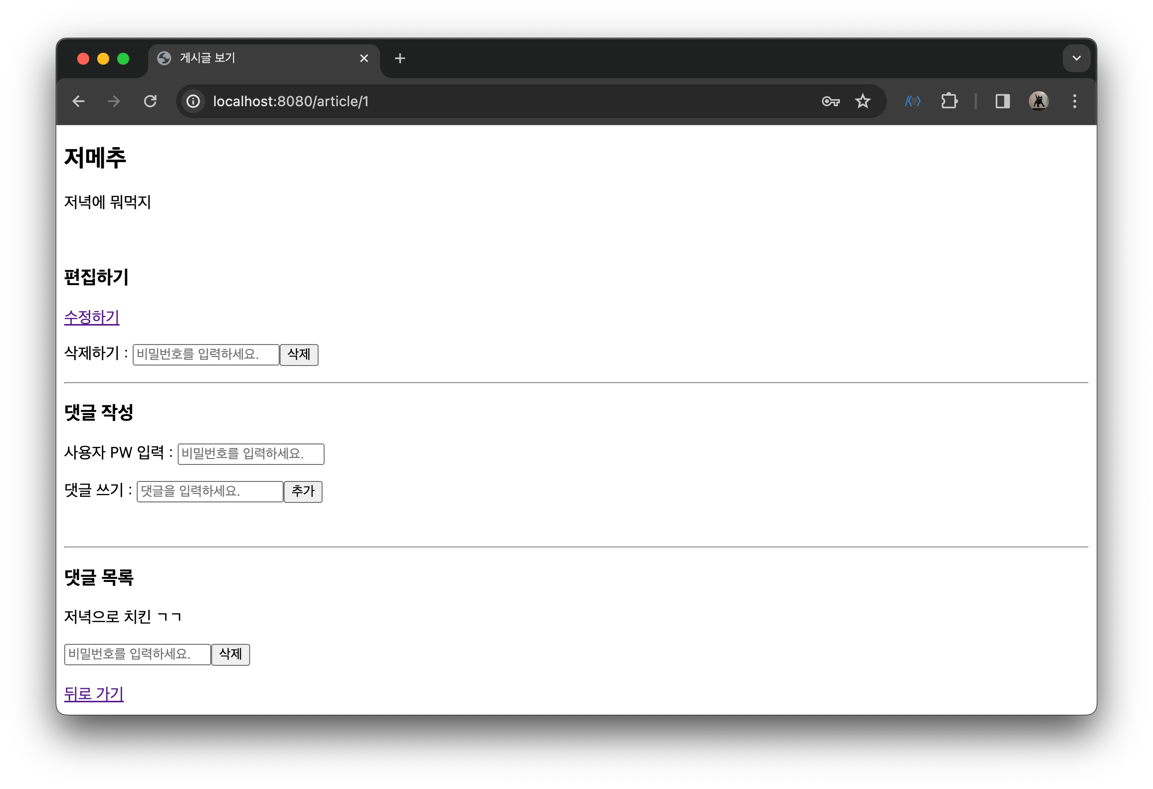 게시글 보기
localhost:8080/article/1
저메추
저녁에 뭐먹지
편집하기
수정하기
삭제하기 : 비밀번호를 입력하세요. 삭제
댓글 작성
사용자 PW 입력 : 비밀번호를 입력하세요.
댓글 쓰기 : 댓글을 입력하세요. 추가
댓글 목록
저녁으로 치킨 ㄱㄱ
비밀번호를 입력하세요. 삭제
뒤로 가기